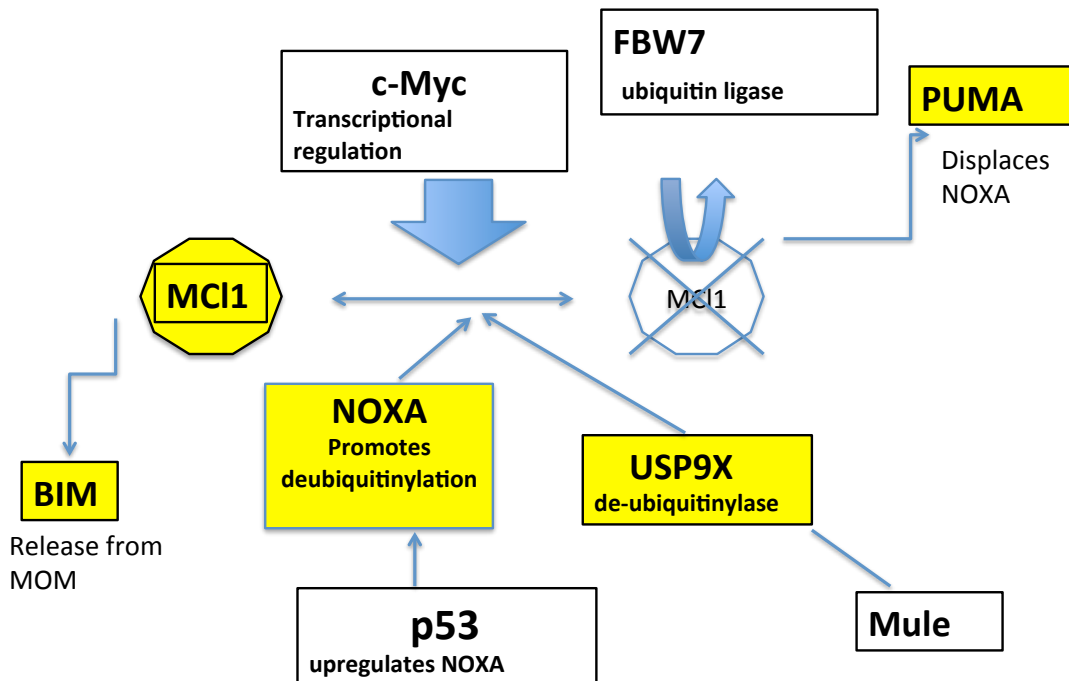 FBW7
ubiquitin ligase
c-Myc
Transcriptional
regulation
PUMA
Displaces
NOXA
MCl1
MCl1
NOXA
Promotes
deubiquitinylation
USP9X
de-ubiquitinylase
BIM
Release from
MOM
p53
upregulates NOXA
Mule